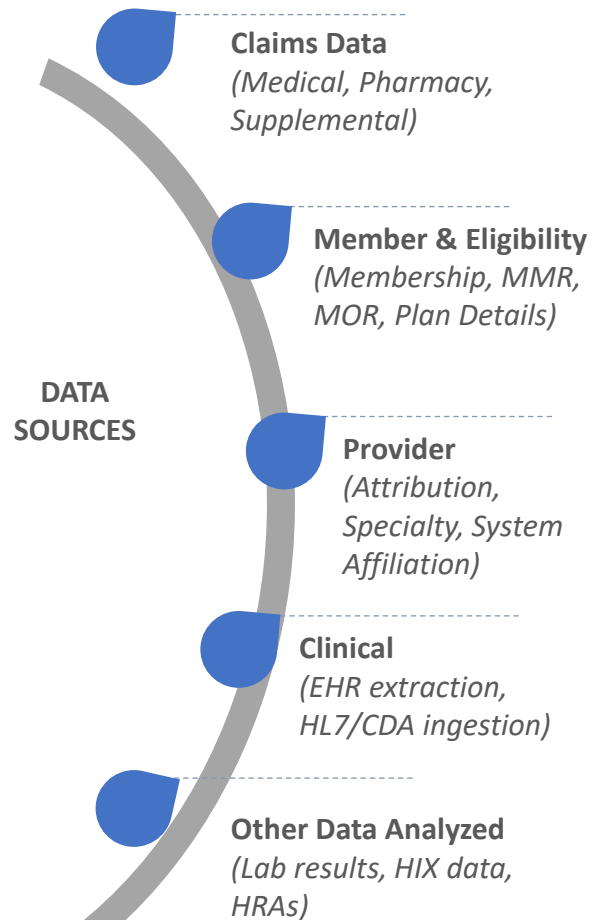 Claims Data
(Medical, Pharmacy,
Supplemental)
Member & Eligibility
(Membership, MMR,
MOR, Plan Details)
DATA
SOURCES
Provider
(Attribution,
Specialty, System
Affiliation)
Clinical
(EHR extraction,
HL7/CDA ingestion)
Other Data Analyzed
(Lab results, HIX data,
HRAs)